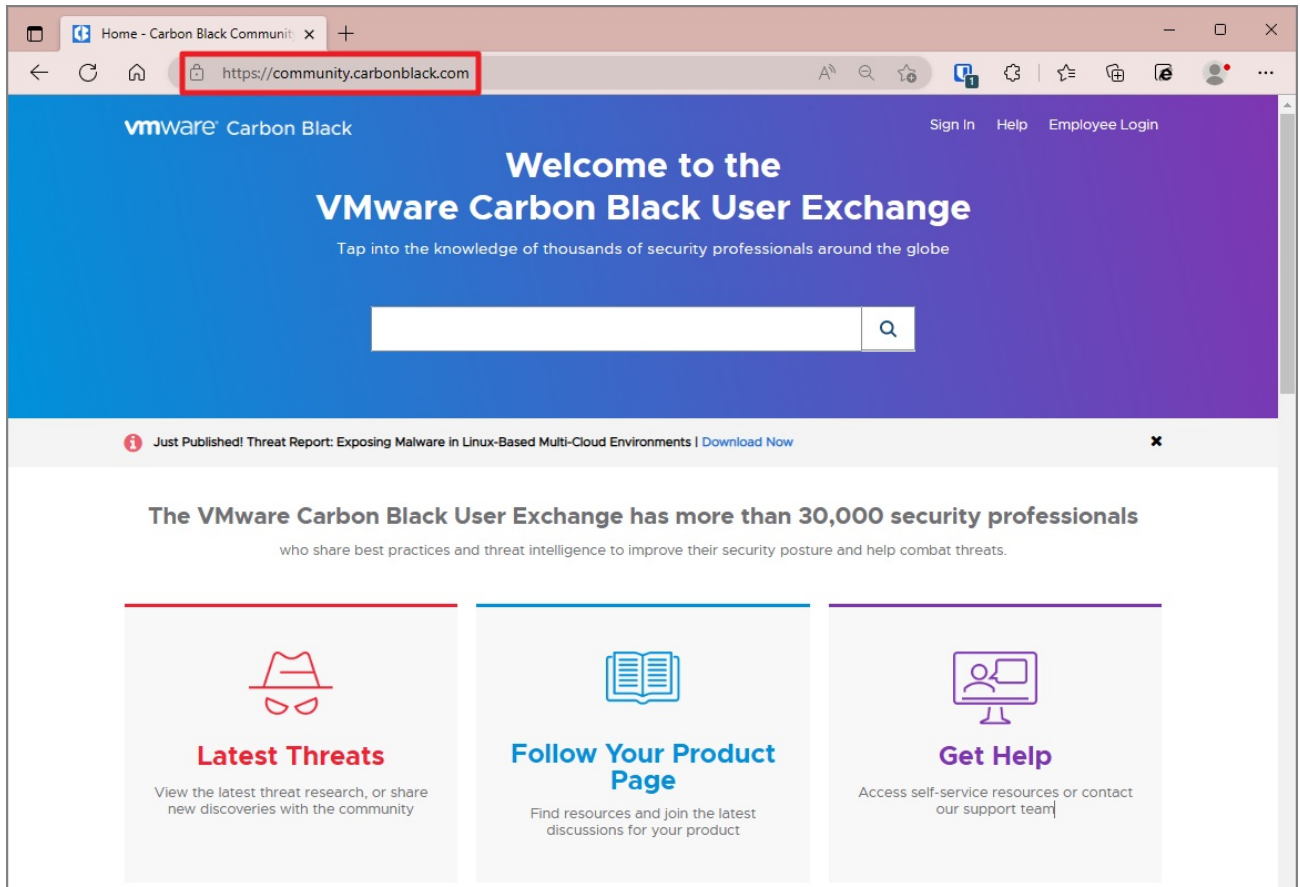 Home - Carbon Black Communit
https://community.carbonblack.com
1
vmware® Carbon Black
Sign In Help Employee Login
Welcome to the
VMware Carbon Black User Exchange
Tap into the knowledge of thousands of security professionals around the globe
Just Published! Threat Report: Exposing Malware in Linux-Based Multi-Cloud Environments | Download Now
The VMware Carbon Black User Exchange has more than 30,000 security professionals
who share best practices and threat intelligence to improve their security posture and help combat threats.
Latest Threats
View the latest threat research, or share
new discoveries with the community
Follow Your Product
Page
Find resources and join the latest
discussions for your product
Get Help
Access self-service resources or contact
our support team